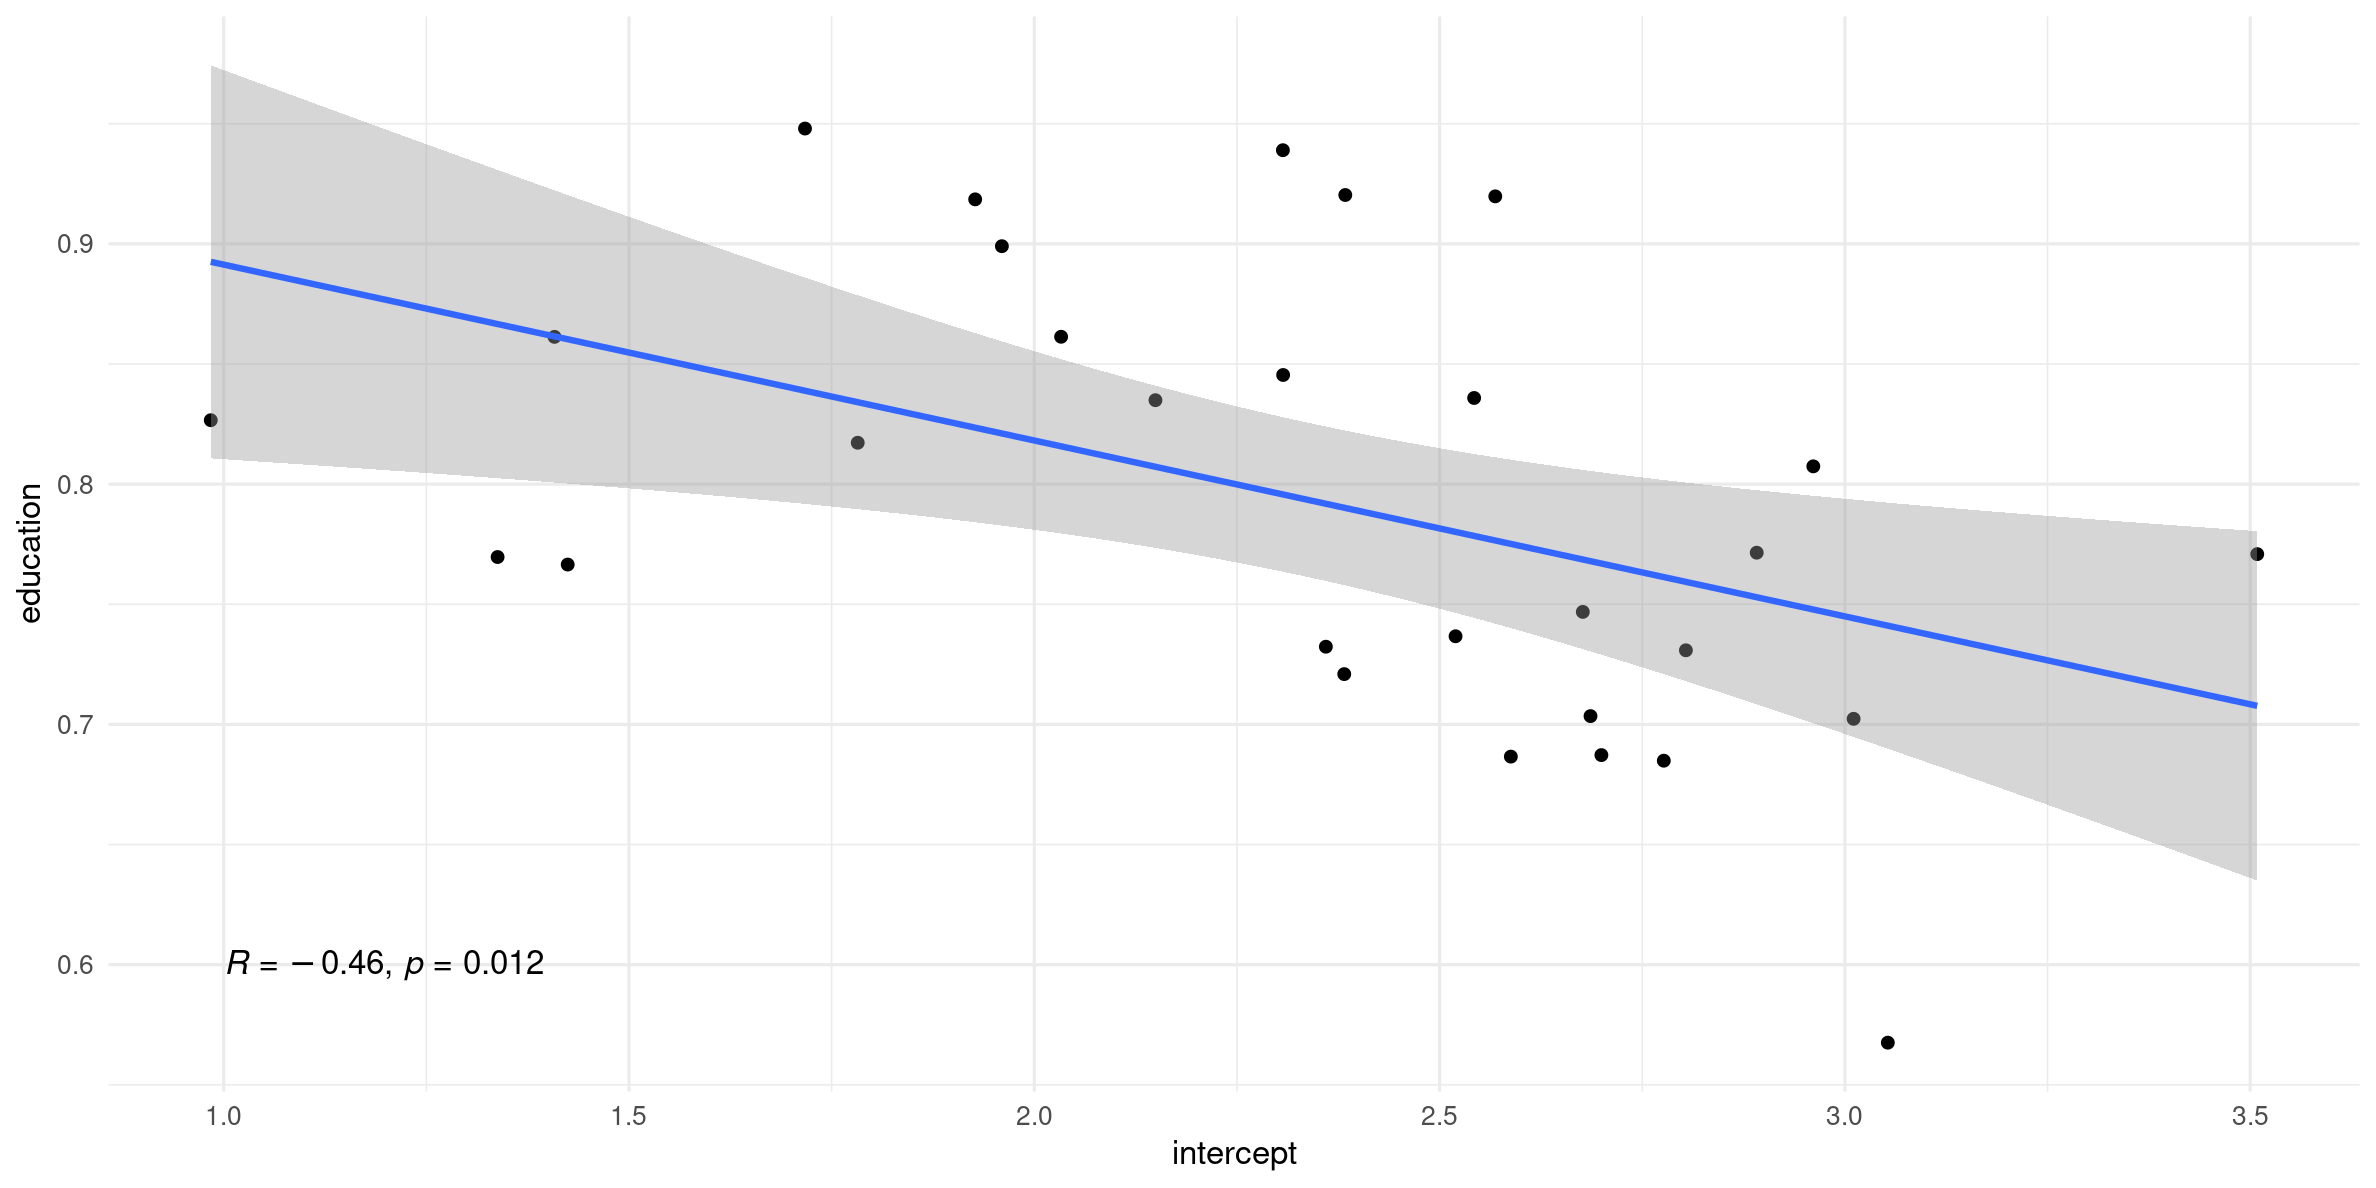 education
0.9
0.8
0.7
0.6
R = − 0.46, p = 0.012
1.0 1.5 2.0 2.5 3.0 3.5
intercept